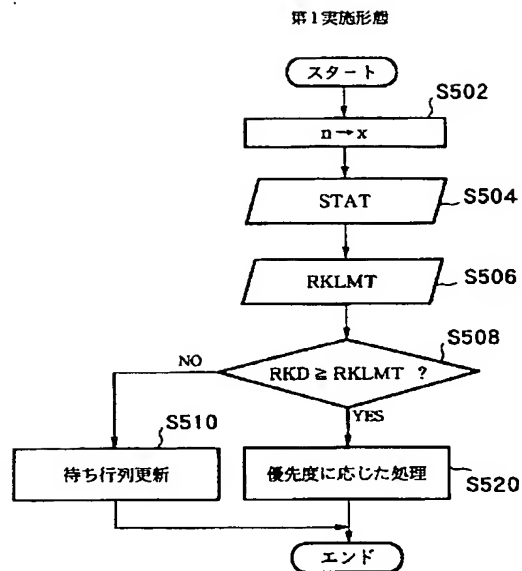 第1実施形態
スタート
S502
n→x
STAT
S504
RKLMT
S506
S508
RKD≧RKLMT ?
NO
YES
S510
待ち行列更新
優先度に応じた処理
S520
エンド